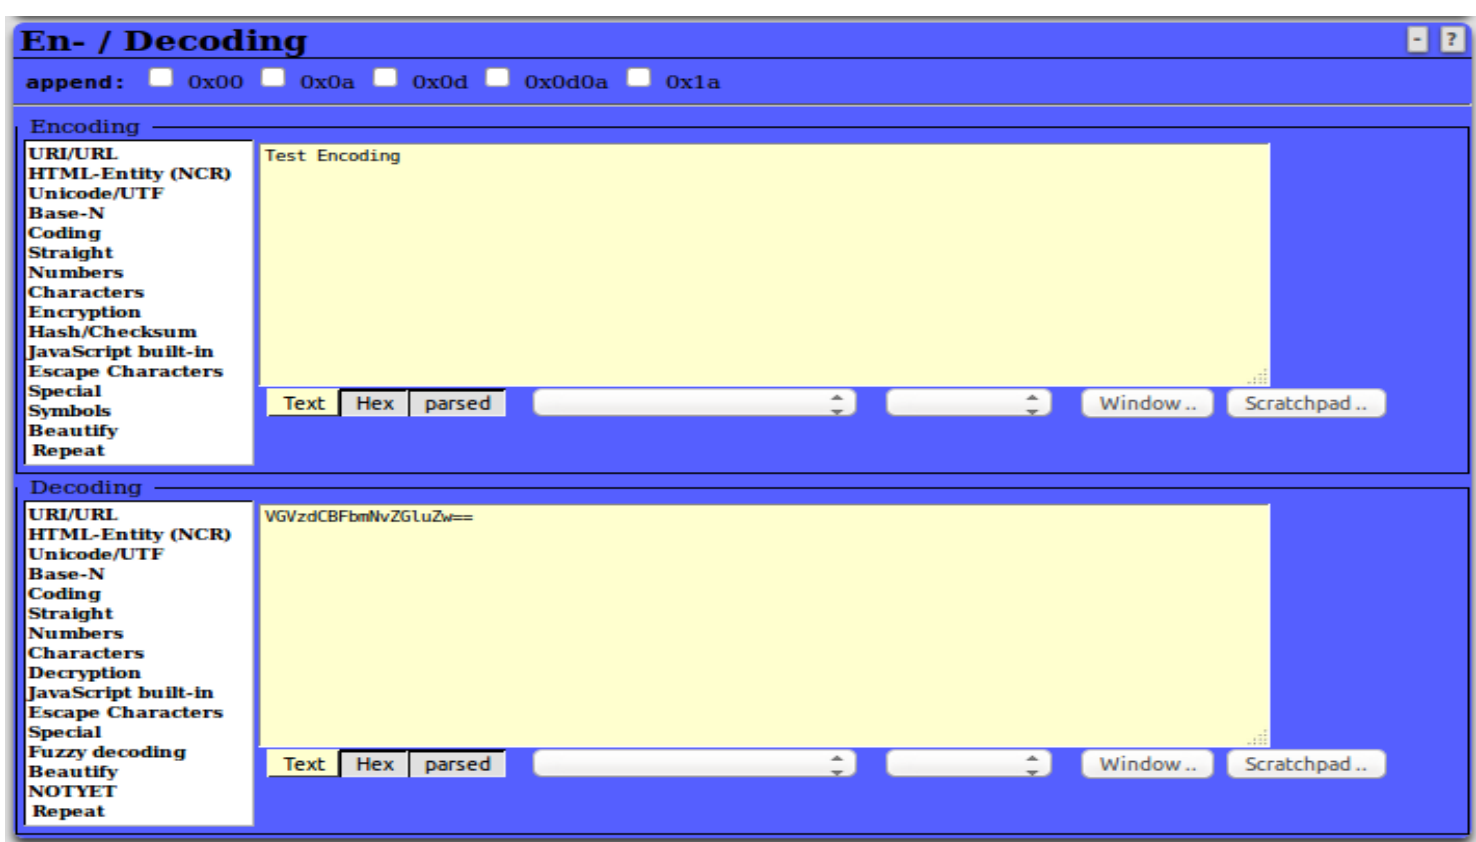 En- / Decoding - ?
append: 0x00 0x0a 0x0d 0x0d0a 0x1a
Encoding
URI/URL
HTML-Entity (NCR)
Unicode/UTF
Base-N
Coding
Straight
Numbers
Characters
Encryption
Hash/Checksum
JavaScript built-in
Escape Characters
Special
Symbols
Beautify
Repeat
Test Encoding
Text Hex parsed Window .. Scratchpad ..
Decoding
URI/URL
HTML-Entity (NCR)
Unicode/UTF
Base-N
Coding
Straight
Numbers
Characters
Decryption
JavaScript built-in
Escape Characters
Special
Fuzzy decoding
Beautify
NOTYET
Repeat
VGVzdCBFbmNvZGluZw==
Text Hex parsed Window .. Scratchpad ..